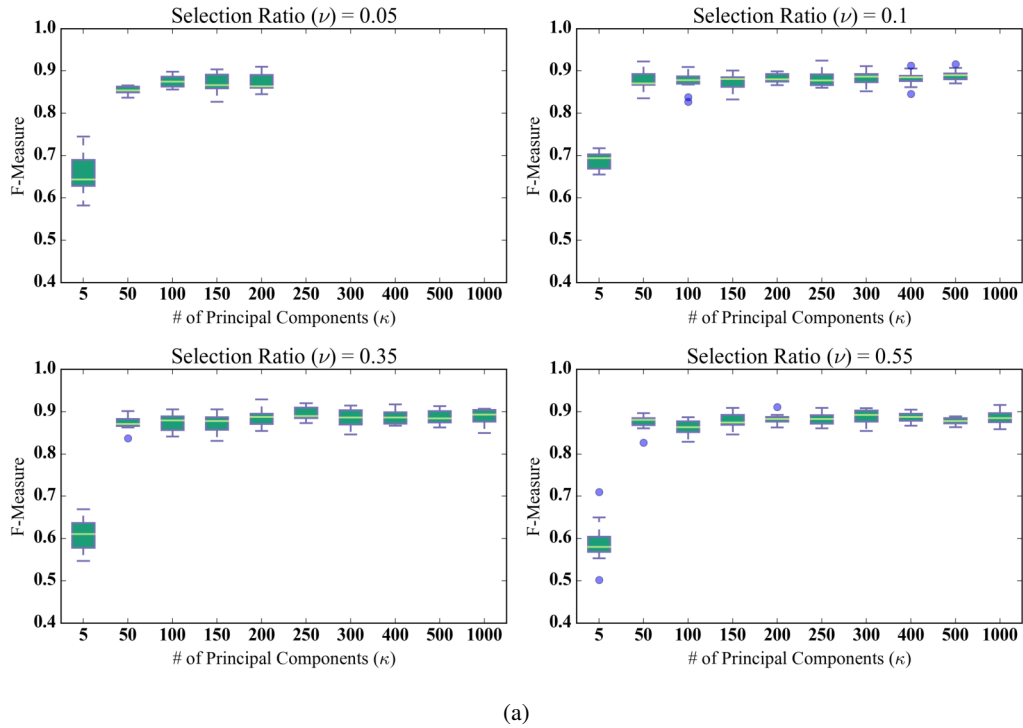 Selection Ratio (ν) = 0.05
1.0
0.9
0.8
0.7
0.6
0.5
0.4
F-Measure
5 50 100 150 200 250 300 400 500 1000
# of Principal Components (κ)
Selection Ratio (ν) = 0.1
1.0
0.9
0.8
0.7
0.6
0.5
0.4
F-Measure
5 50 100 150 200 250 300 400 500 1000
# of Principal Components (κ)
Selection Ratio (ν) = 0.35
1.0
0.9
0.8
0.7
0.6
0.5
0.4
F-Measure
5 50 100 150 200 250 300 400 500 1000
# of Principal Components (κ)
Selection Ratio (ν) = 0.55
1.0
0.9
0.8
0.7
0.6
0.5
0.4
F-Measure
5 50 100 150 200 250 300 400 500 1000
# of Principal Components (κ)
(a)